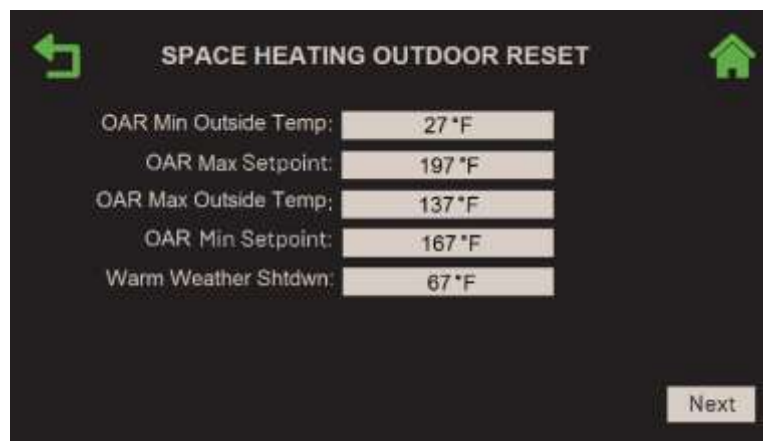 SPACE HEATING OUTDOOR RESET
OAR Min Outside Temp: 27°F
OAR Max Setpoint: 197°F
OAR Max Outside Temp: 137°F
OAR Min Setpoint: 167°F
Warm Weather Shtdwn: 67°F
Next